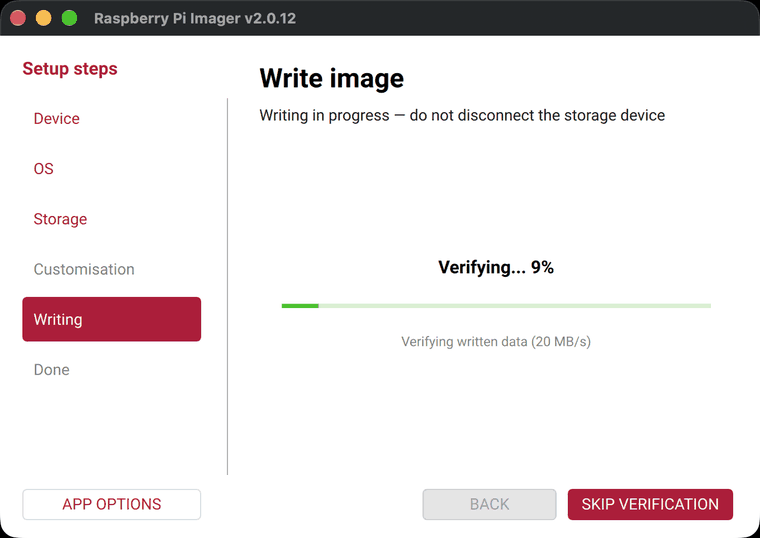 Raspberry Pi Imager v2.0.12
Setup steps
Device
OS
Storage
Customisation
Writing
Done
APP OPTIONS
Write image
Writing in progress — do not disconnect the storage device
Verifying... 9%
Verifying written data (20 MB/s)
BACK
SKIP VERIFICATION